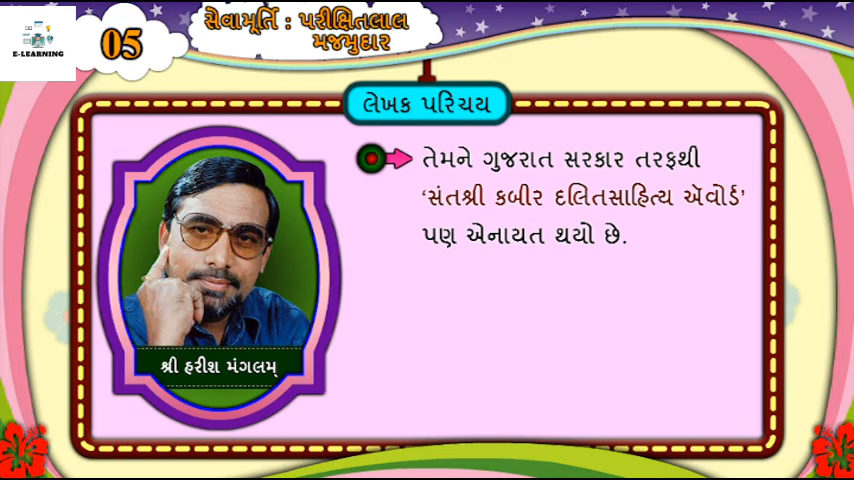 E-LEARNING
05
સેવામૂર્તિ : પરીક્ષિતલાલ
મજમુદાર
લેખક પરિચય
તેમને ગુજરાત સરકાર તરફથી
‘સંતશ્રી કબીર દલિતસાહિત્ય ઍવોર્ડ’
પણ એનાયત થયો છે.
શ્રી હરીશ મંગલમ્